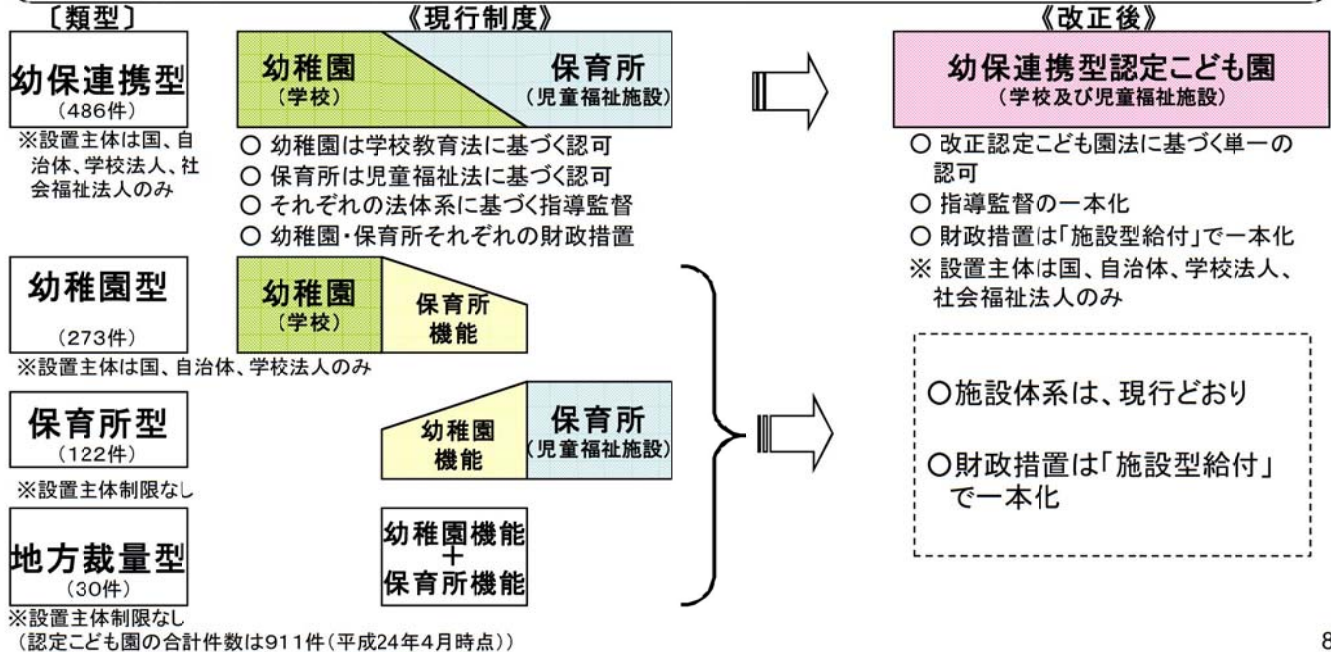 〔類型〕
《現行制度》
《改正後》
幼保連携型
(486件)
※設置主体は国、自
治体、学校法人、社
会福祉法人のみ
幼稚園
(学校)
保育所
(児童福祉施設)
○ 幼稚園は学校教育法に基づく認可
○ 保育所は児童福祉法に基づく認可
○ それぞれの法体系に基づく指導監督
○ 幼稚園・保育所それぞれの財政措置
幼保連携型認定こども園
(学校及び児童福祉施設)
○ 改正認定こども園法に基づく単一の
認可
○ 指導監督の一本化
○ 財政措置は「施設型給付」で一本化
※ 設置主体は国、自治体、学校法人、
社会福祉法人のみ
幼稚園型
(273件)
※設置主体は国、自治体、学校法人のみ
幼稚園
(学校)
保育所
機能
保育所型
(122件)
※設置主体制限なし
幼稚園
機能
保育所
(児童福祉施設)
地方裁量型
(30件)
※設置主体制限なし
幼稚園機能
+
保育所機能
○施設体系は、現行どおり
○財政措置は「施設型給付」
で一本化
(認定こども園の合計件数は911件(平成24年4月時点))
8